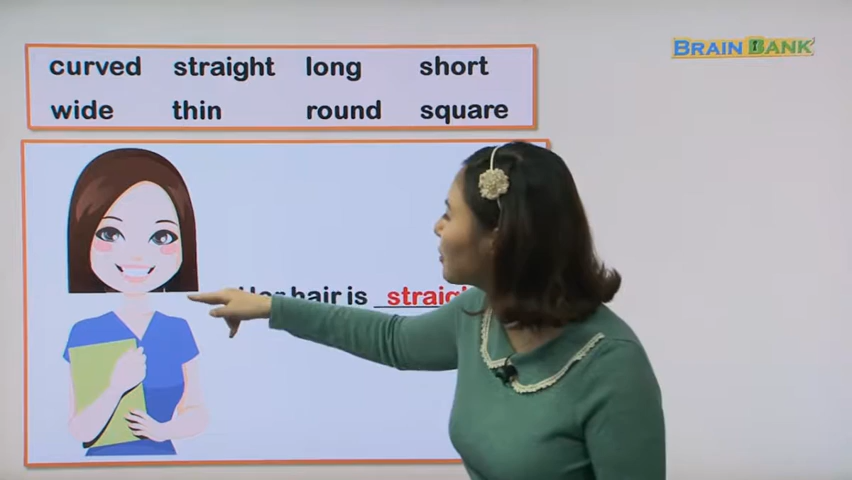 BRAIN BANK
curved straight long short
wide thin round square
hair is straig